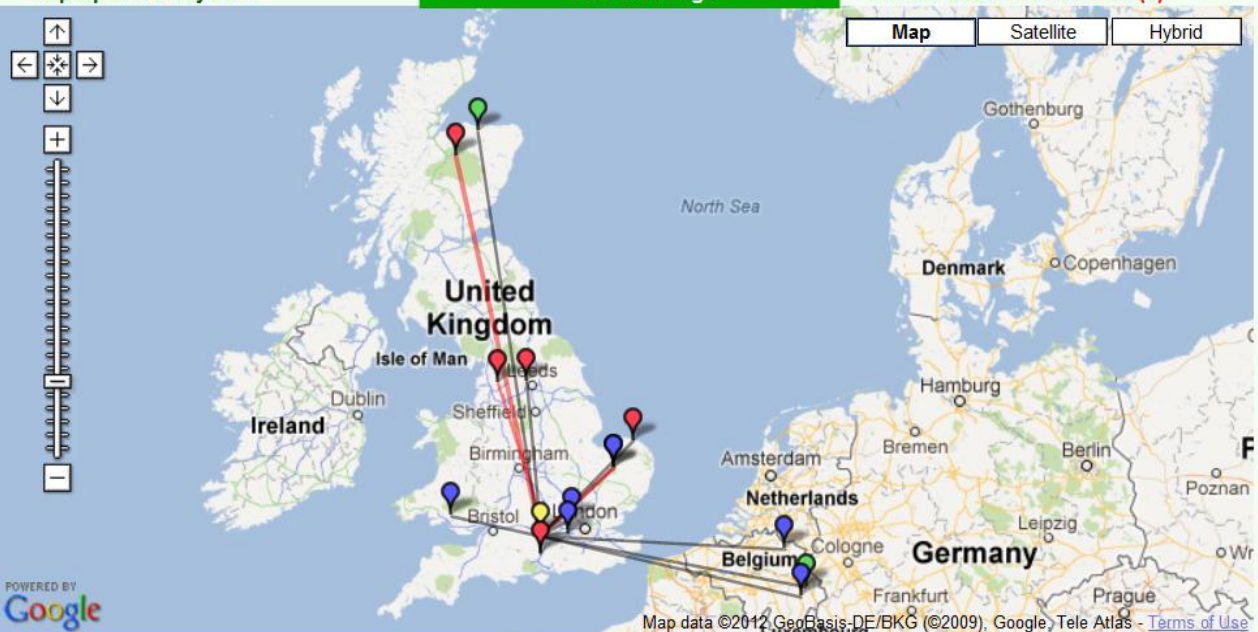 Map
Satellite
Hybrid
Gothenburg
North Sea
Denmark
Copenhagen
United
Kingdom
Isle of Man
Leeds
Dublin
Sheffield
Ireland
Hamburg
Birmingham
Bremen
Amsterdam
Berlin
Netherlands
Poznan
Bristol
London
Leipzig
Belgium
Cologne
Germany
Frankfurt
Prague
POWERED BY
Google
Map data ©2012 GeoBasis-DE/BKG (©2009), Google, Tele Atlas - Terms of Use